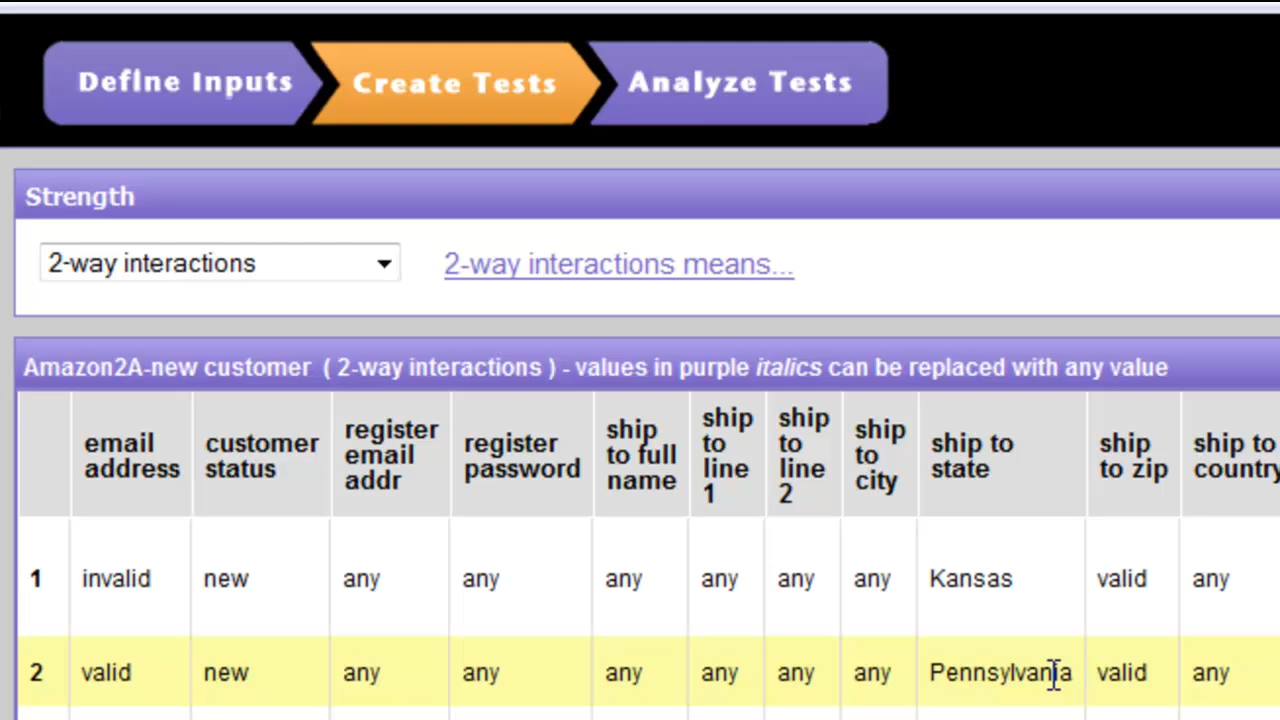 Define Inputs Create Tests Analyze Tests
Strength
2-way interactions 2-way interactions means...
Amazon2A-new customer ( 2-way interactions ) - values in purple italics can be replaced with any value
email address customer status register email addr register password ship to full name ship to line 1 ship to line 2 ship to city ship to state ship to zip ship to country
1 invalid new any any any any any any Kansas valid any
2 valid new any any any any any any Pennsylvania valid any